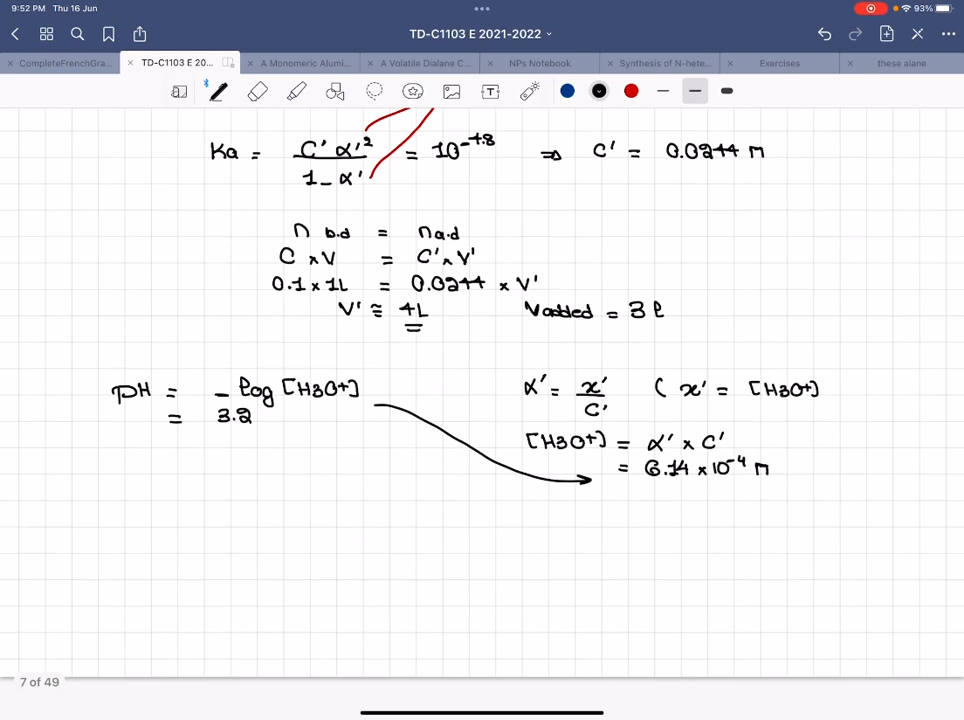 9:52 PM Thu 16 Jun
93%
TD-C1103 E 2021-2022
CompleteFrenchGra...
TD-C1103 E 20...
A Monomeric Alumi...
A Volatile Dialane C...
NPs Notebook
Synthesis of N-hete...
Exercises
these alane
Ka = C' α'² / 1 - α' = 10^-4.8 ⇒ C' = 0.0244 M
n b.d = n a.d
C × V = C' × V'
0.1 × 1L = 0.0244 × V'
V' ≅ 4L Vadded = 3 L
PH = - log [H3O+] α' = x' / C' ( x' = [H3O+]
= 3.2
[H3O+] = α' × C'
= 6.14 × 10^-4 M
7 of 49